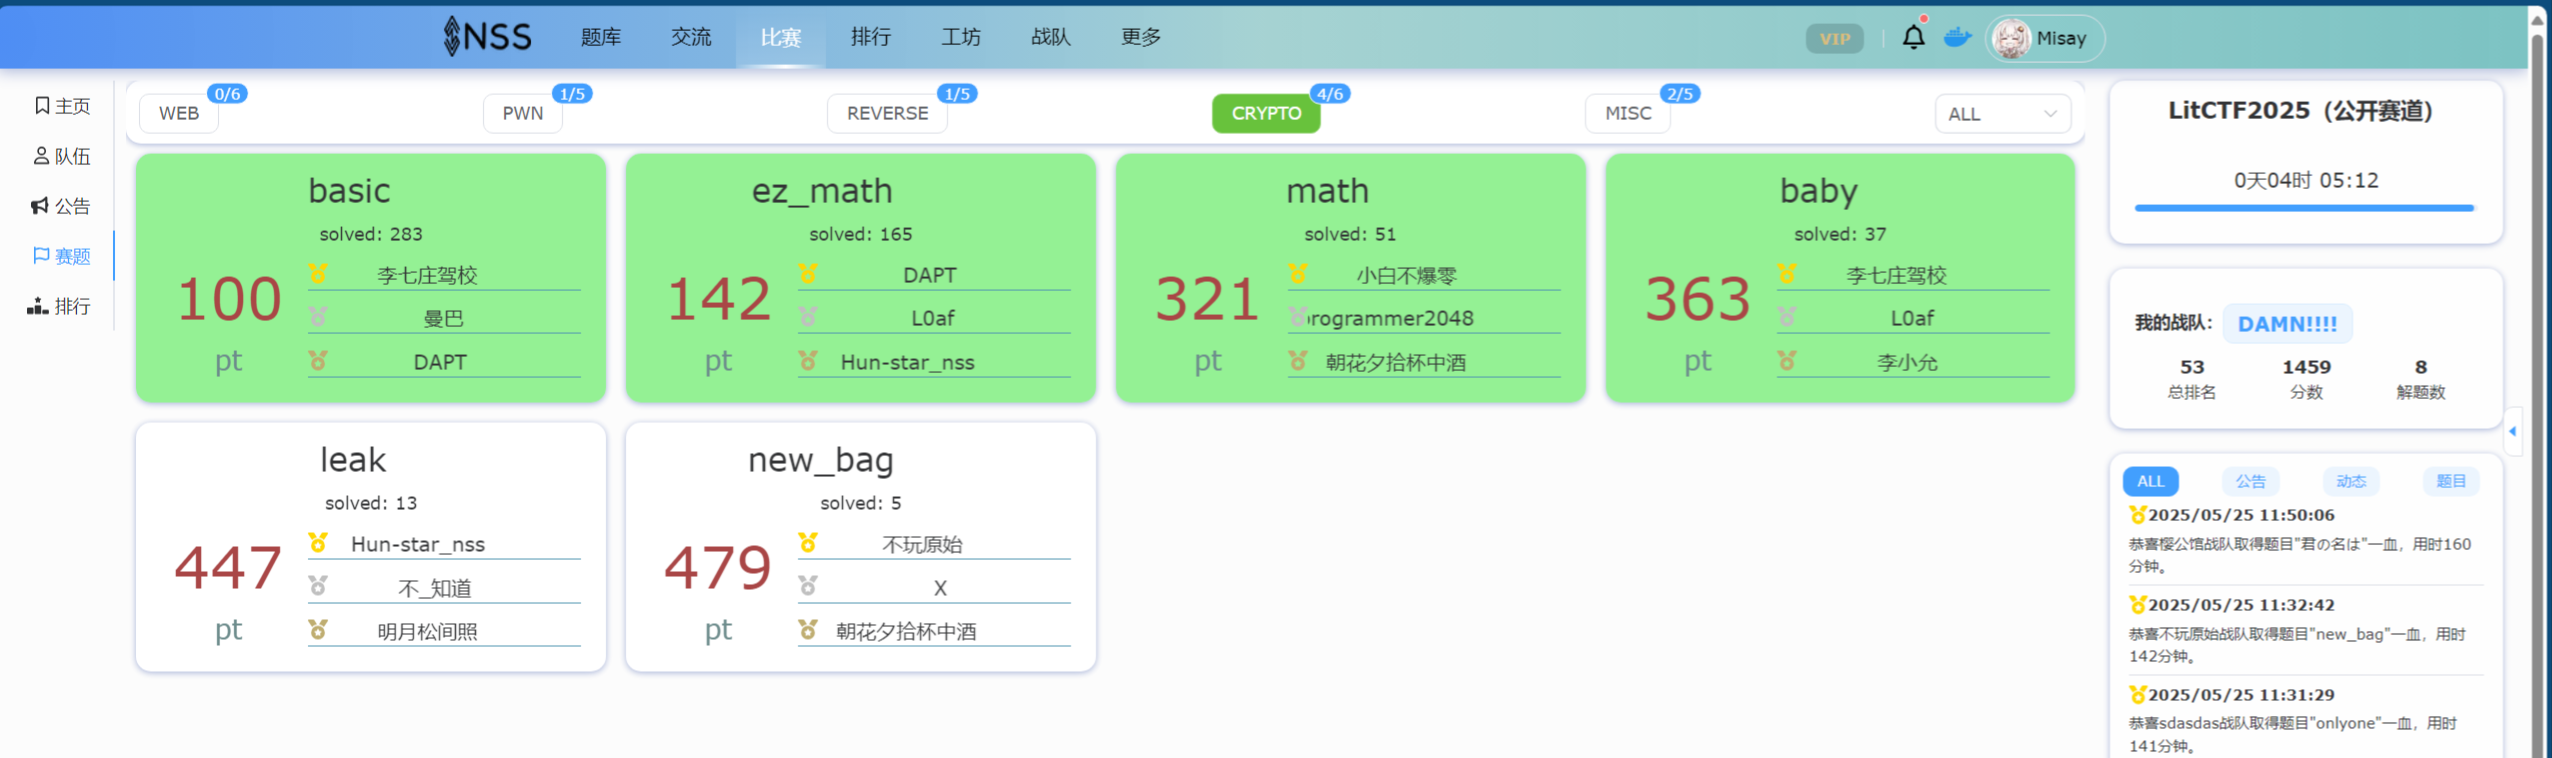 NSS 题库 交流 比赛 排行 工坊 战队 更多 VIP Misay
主页
队伍
公告
赛题
排行
WEB 0/6 PWN 1/5 REVERSE 1/5 CRYPTO 4/6 MISC 2/5 ALL
basic
solved: 283
100
pt
李七庄驾校
曼巴
DAPT
ez_math
solved: 165
142
pt
DAPT
L0af
Hun-star_nss
math
solved: 51
321
pt
小白不爆零
rogrammer2048
朝花夕拾杯中酒
baby
solved: 37
363
pt
李七庄驾校
L0af
李小允
leak
solved: 13
447
pt
Hun-star_nss
不_知道
明月松间照
new_bag
solved: 5
479
pt
不玩原始
X
朝花夕拾杯中酒
LitCTF2025（公开赛道）
0天04时 05:12
我的战队： DAMN!!!!
53 1459 8
总排名 分数 解题数
ALL 公告 动态 题目
2025/05/25 11:50:06
恭喜樱公馆战队取得题目"君の名は"一血，用时160
分钟。
2025/05/25 11:32:42
恭喜不玩原始战队取得题目"new_bag"一血，用时
142分钟。
2025/05/25 11:31:29
恭喜sdasdas战队取得题目"onlyone"一血，用时
141分钟。